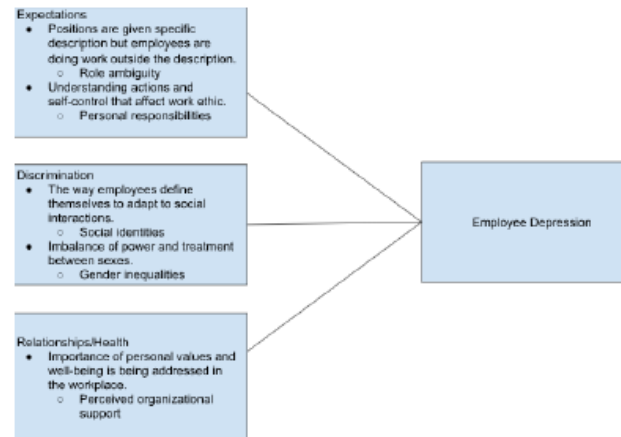 Expectations
● Positions are given specific
description but employees are
doing work outside the description.
○ Role ambiguity
● Understanding actions and
self-control that affect work ethic.
○ Personal responsibilities
Discrimination
● The way employees define
themselves to adapt to social
interactions.
○ Social identities
● Imbalance of power and treatment
between sexes.
○ Gender inequalities
Relationships/Health
● Importance of personal values and
well-being is being addressed in
the workplace.
○ Perceived organizational
support
Employee Depression